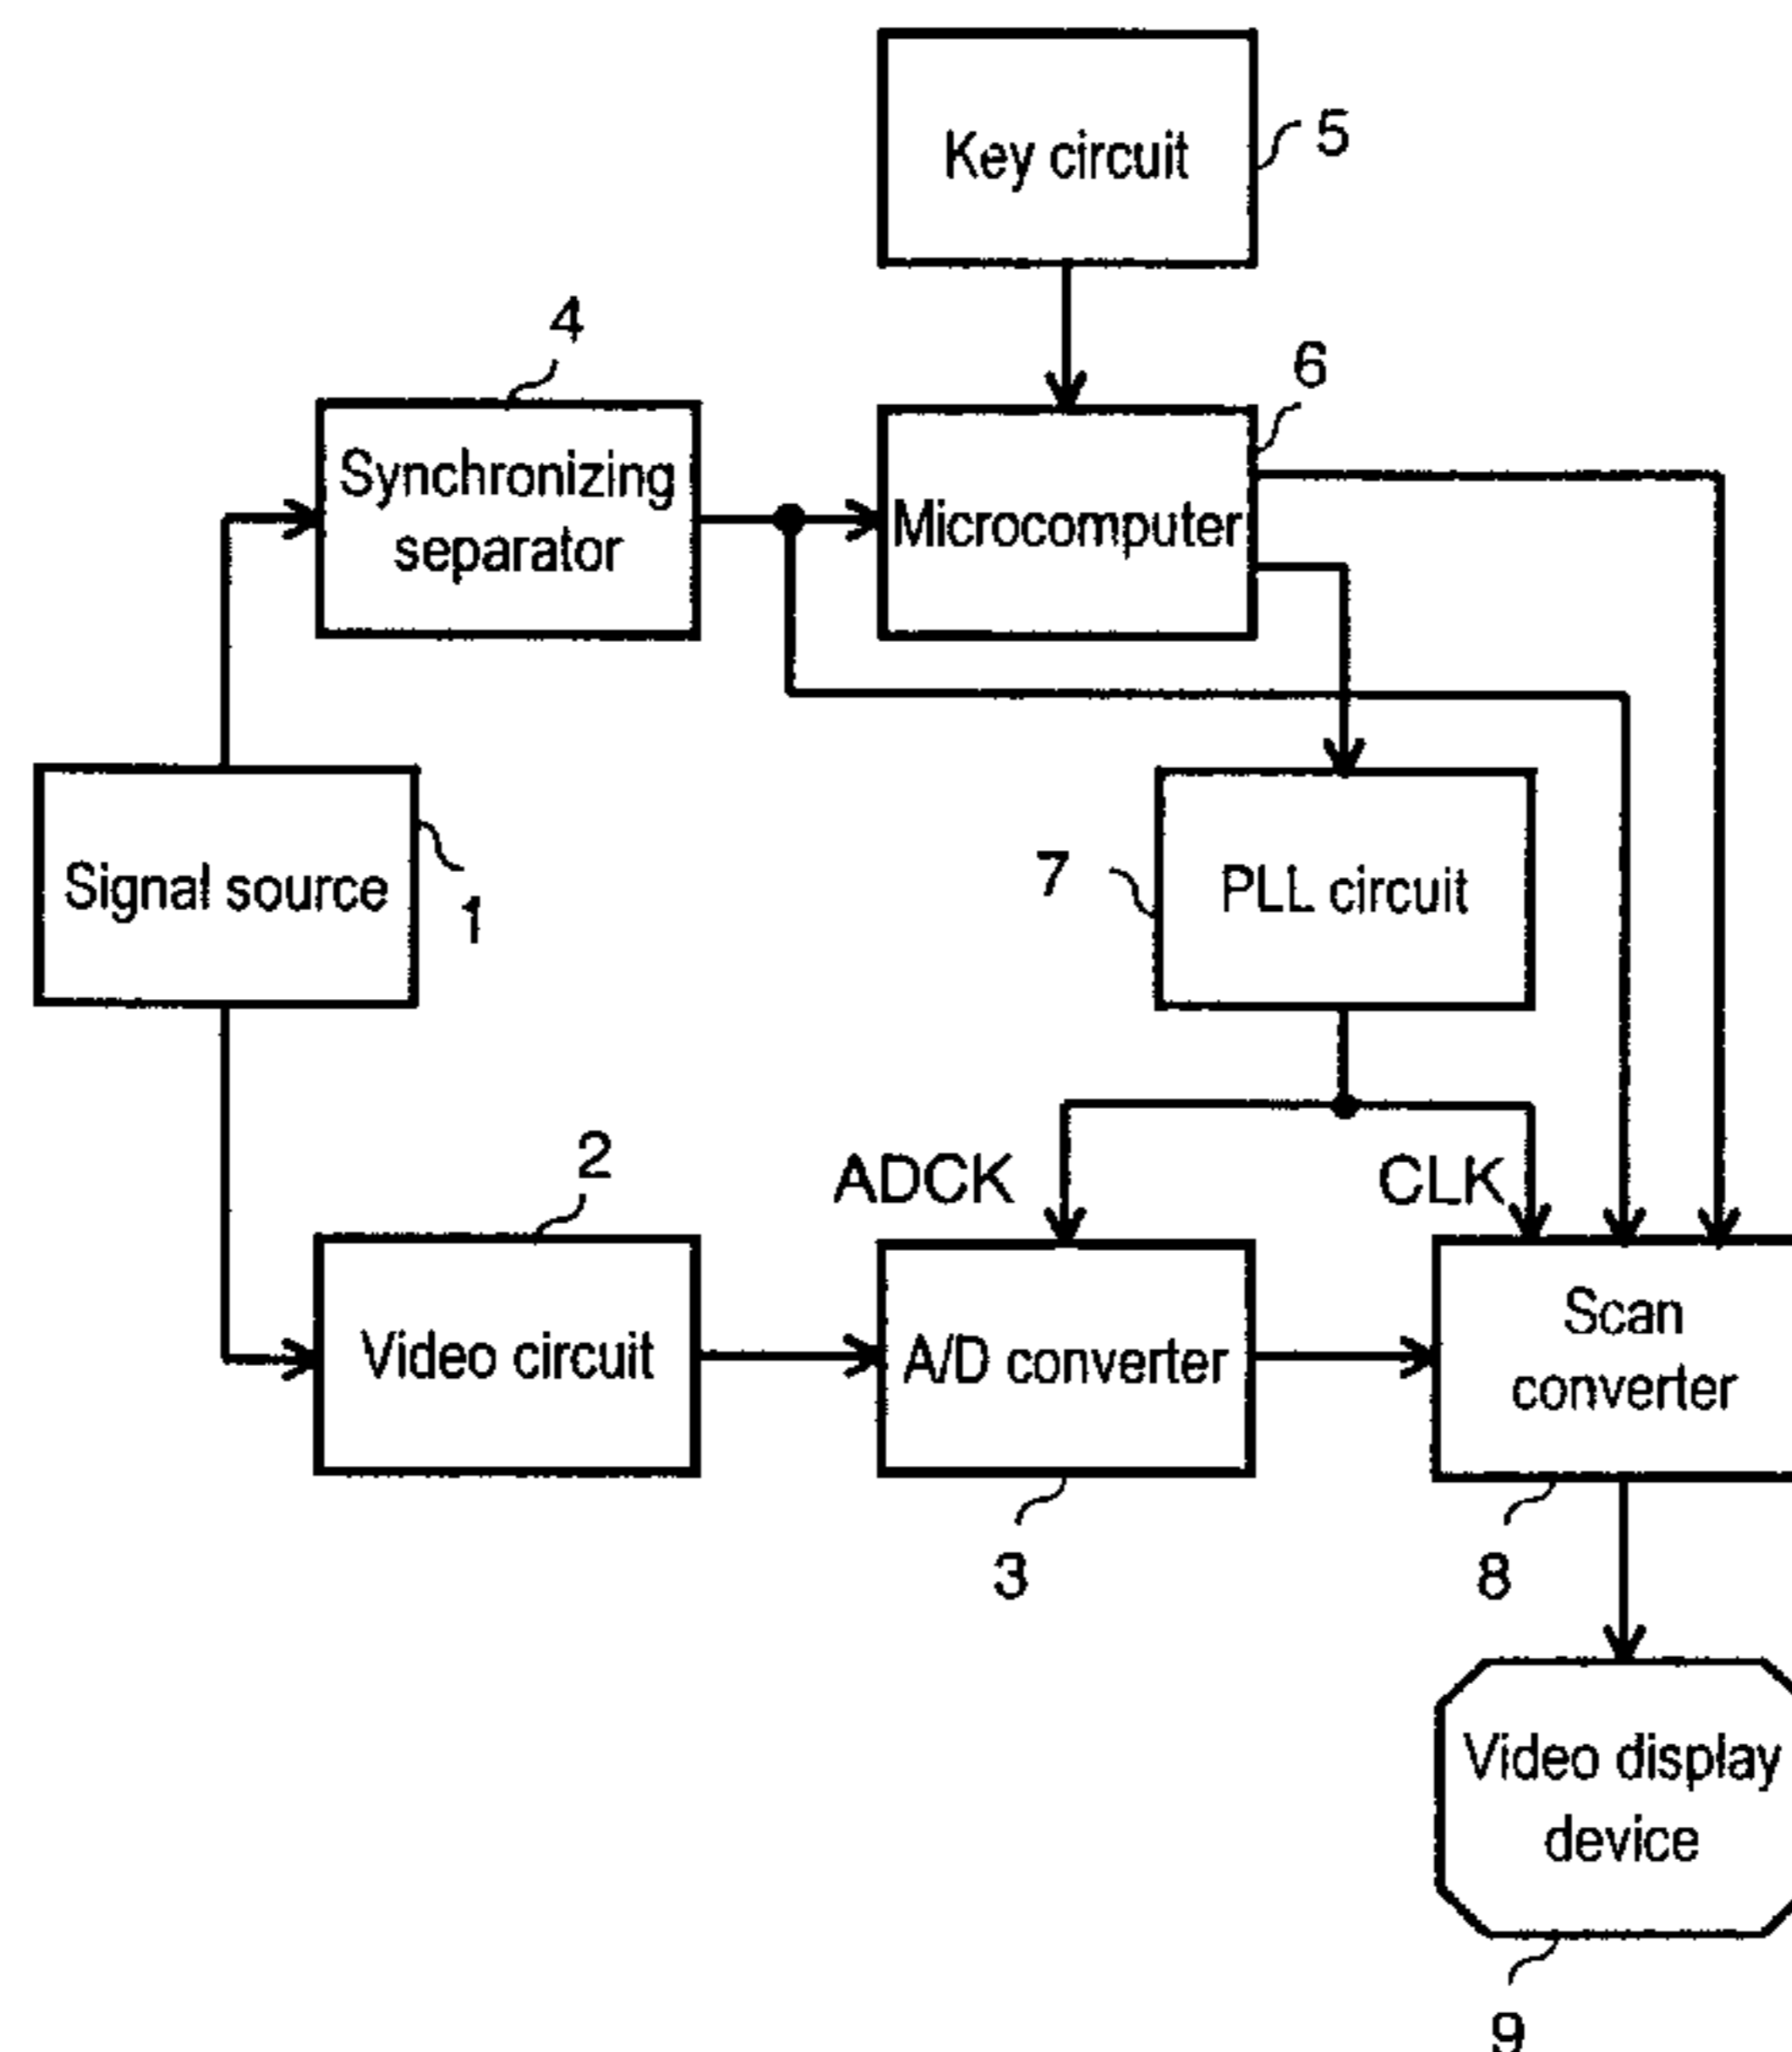 Key circuit
5
4
6
Synchronizing
separator
Microcomputer
Signal source
1
7
PLL circuit
2
ADCK
CLK
Video circuit
A/D converter
Scan
converter
3
8
Video display
device
9